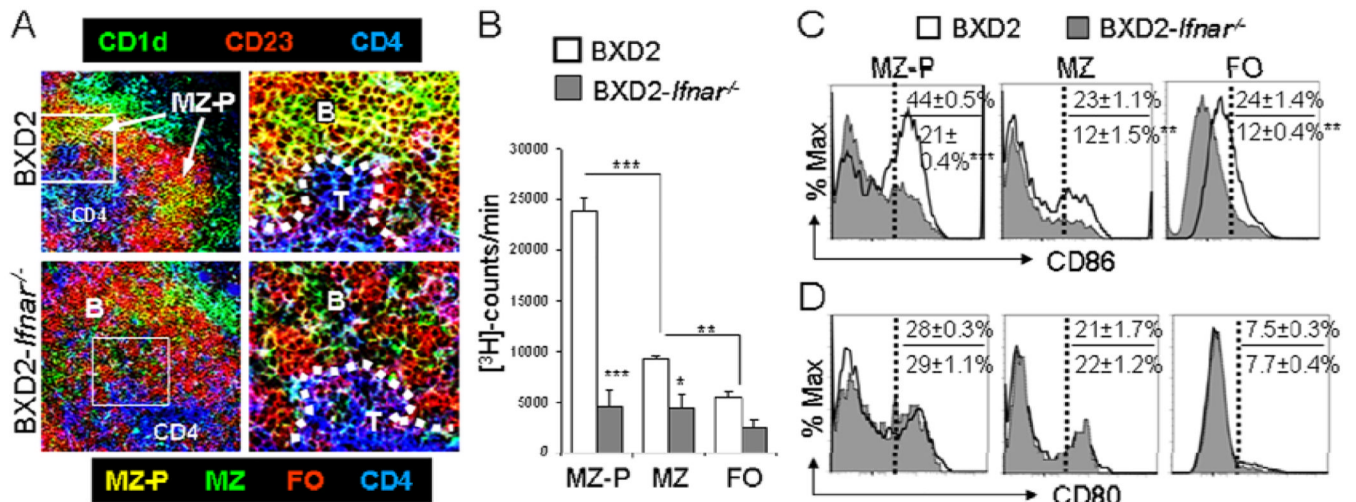 A
CD1d CD23 CD4
BXD2
MZ-P
CD4
B
T
BXD2-Ifnar-/-
B
CD4
B
T
MZ-P MZ FO CD4
B
BXD2
BXD2-Ifnar-/-
[3H]-counts/min
30000
25000
20000
15000
10000
5000
0
***
***
**
*
MZ-P MZ FO
C
BXD2 BXD2-Ifnar-/-
MZ-P MZ FO
% Max
44±0.5%
21±
0.4%***
23±1.1%
12±1.5%**
24±1.4%
12±0.4%**
CD86
D
% Max
28±0.3%
29±1.1%
21±1.7%
22±1.2%
7.5±0.3%
7.7±0.4%
CD80